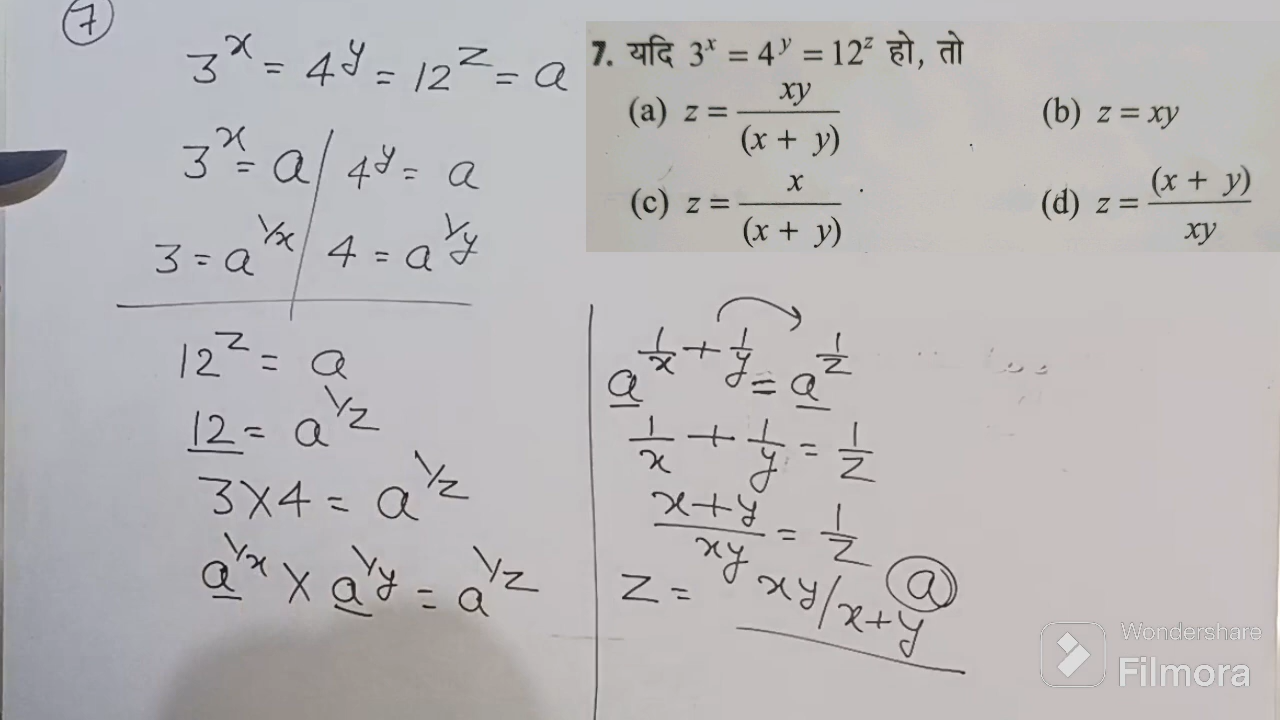 7
3^x = 4^y = 12^z = a
3^x = a / 4^y = a
3 = a^1/x / 4 = a^1/y
12^z = a
12 = a^1/z
3 × 4 = a^1/z
a^1/x × a^1/y = a^1/z
7. यदि 3^x = 4^y = 12^z हो, तो
(a) z = xy/(x + y) (b) z = xy
(c) z = x/(x + y) (d) z = (x + y)/xy
a^(1/x + 1/y) = a^(1/z)
1/x + 1/y = 1/z
x+y/xy = 1/z
z = xy/x+y (a)
Wondershare
Filmora